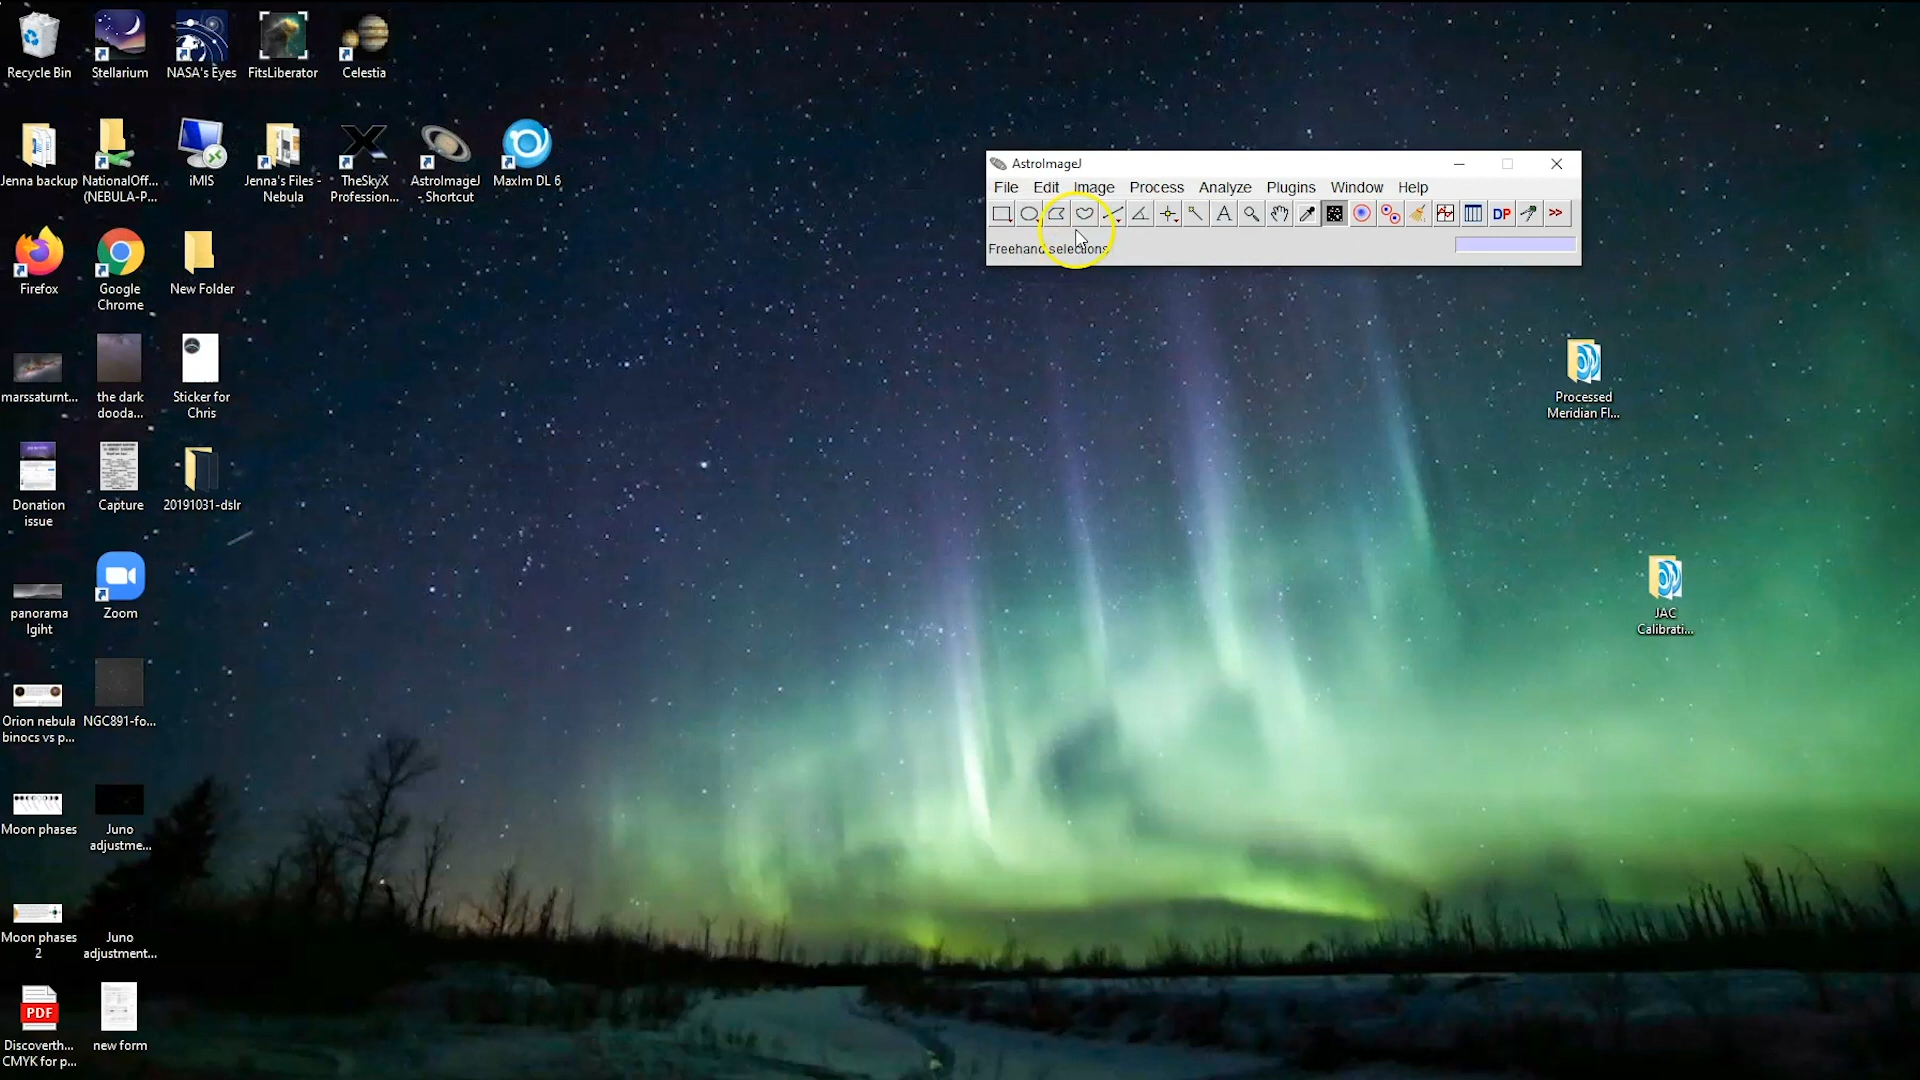 Recycle Bin
Stellarium
NASA's Eyes
FitsLiberator
Celestia
Jenna backup
NationalOff...
(NEBULA-P...
iMIS
Jenna's Files -
Nebula
TheSkyX
Profession...
AstroImageJ
- Shortcut
MaxIm DL 6
AstroImageJ
File Edit Image Process Analyze Plugins Window Help
A DP >>
Freehand selections
Firefox
Google
Chrome
New Folder
marssaturnt...
the dark
dooda...
Sticker for
Chris
Processed
Meridian Fl...
Donation
issue
Capture
20191031-dslr
panorama
lgiht
Zoom
JAC
Calibrati...
Orion nebula
binocs vs p...
NGC891-fo...
Moon phases
Juno
adjustme...
Moon phases
2
Juno
adjustment...
PDF
Discoverth...
CMYK for p...
new form